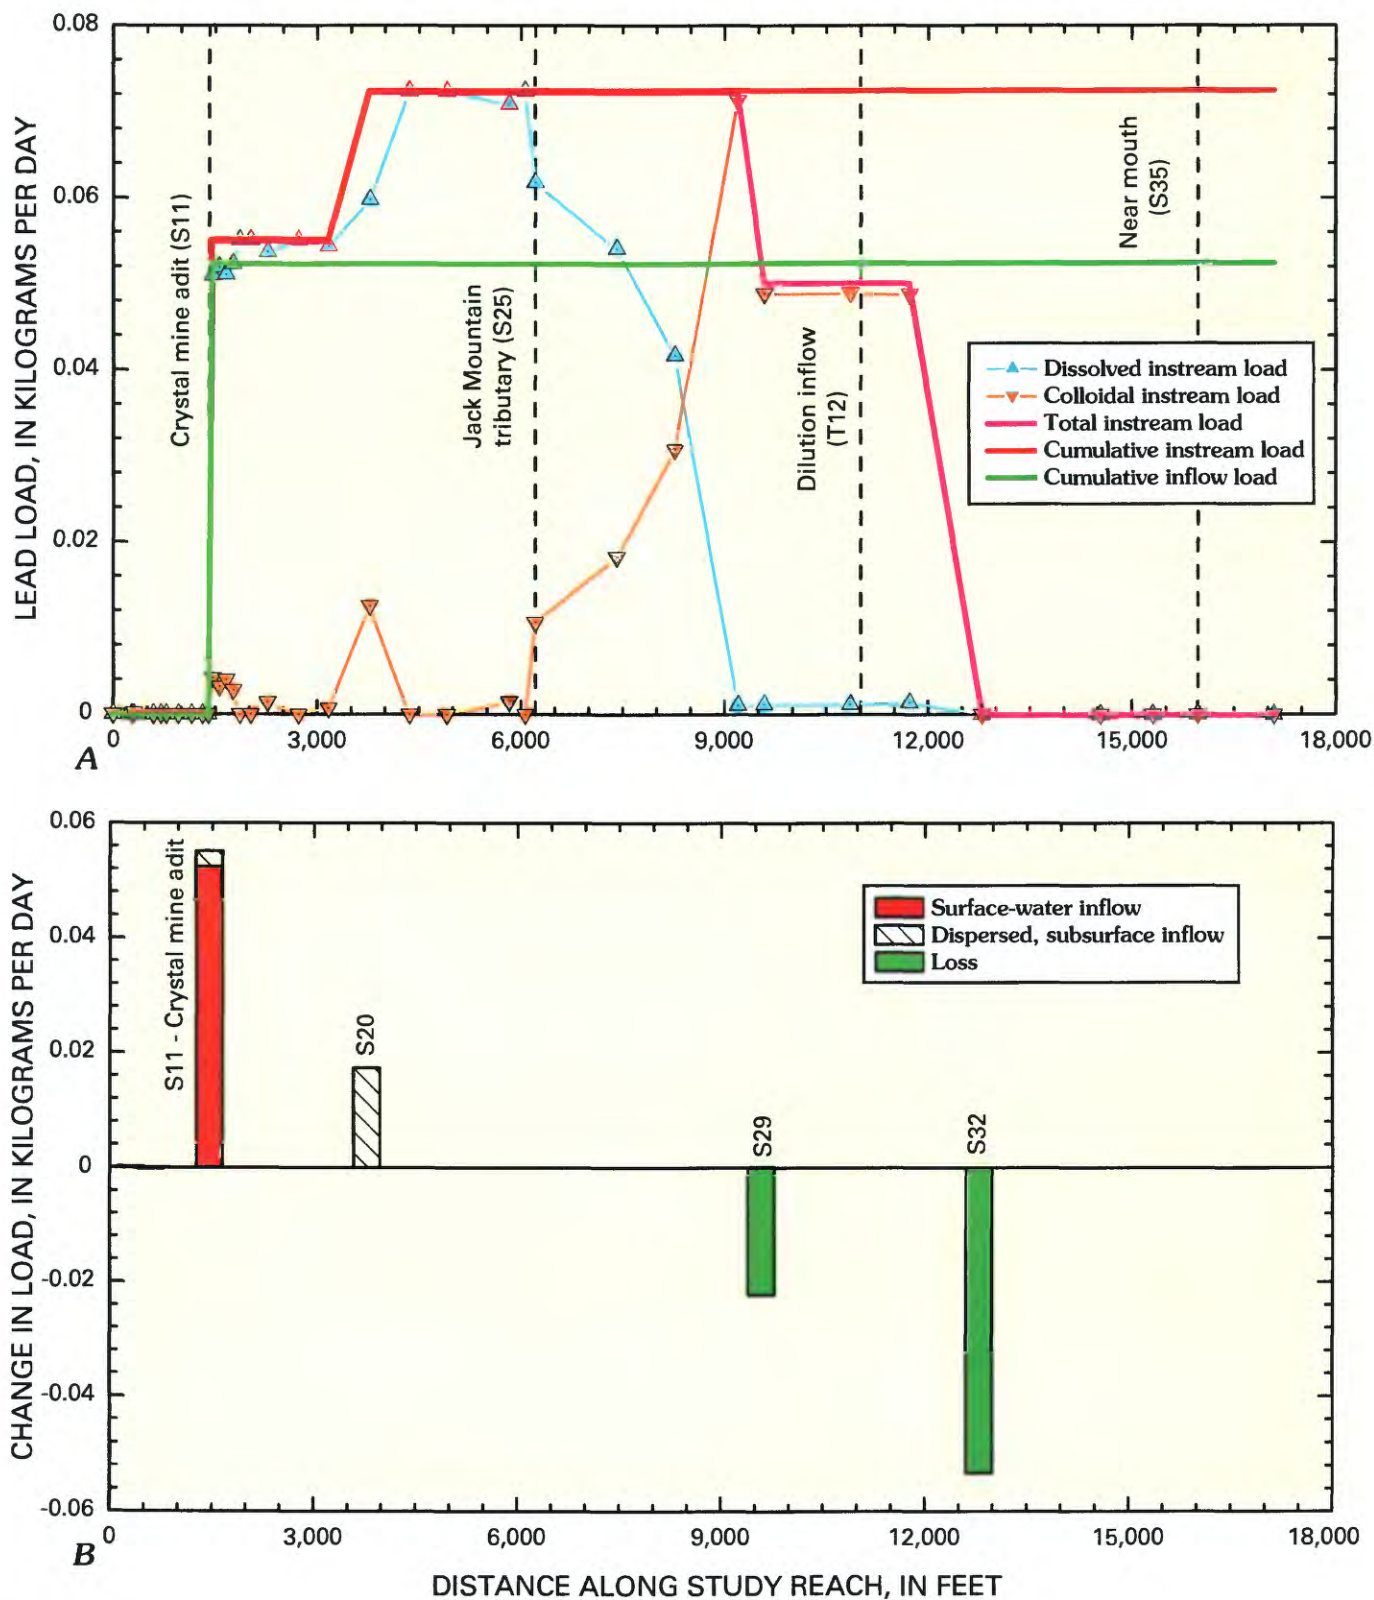 0.08
0.06
0.04
0.02
0
LEAD LOAD, IN KILOGRAMS PER DAY
Crystal mine adit (S11)
Jack Mountain
tributary (S25)
Dilution inflow
(T12)
Near mouth
(S35)
Dissolved instream load
Colloidal instream load
Total instream load
Cumulative instream load
Cumulative inflow load
0 3,000 6,000 9,000 12,000 15,000 18,000
A
0.06
0.04
0.02
0
-0.02
-0.04
-0.06
CHANGE IN LOAD, IN KILOGRAMS PER DAY
S11 - Crystal mine adit
S20
S29
S32
Surface-water inflow
Dispersed, subsurface inflow
Loss
0 3,000 6,000 9,000 12,000 15,000 18,000
B
DISTANCE ALONG STUDY REACH, IN FEET